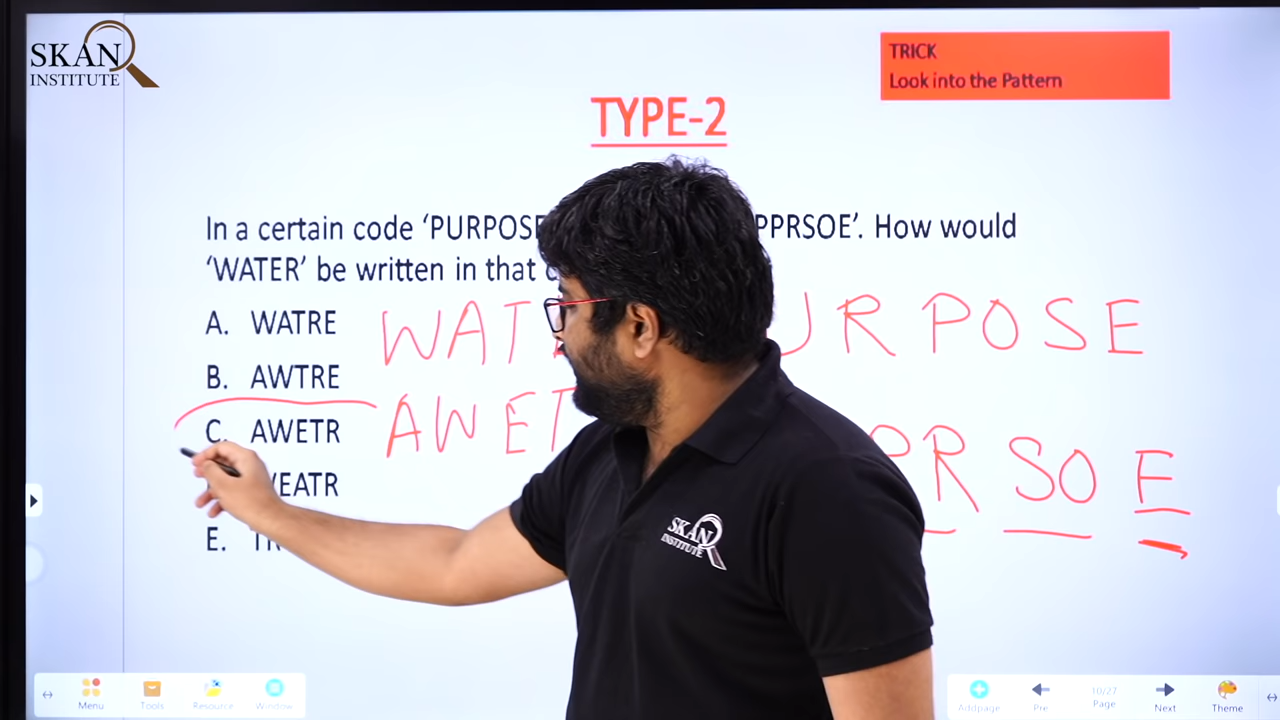 SKAN
INSTITUTE
TRICK
Look into the Pattern
TYPE-2
In a certain code ‘PURPOSE PPRSOE’. How would
‘WATER’ be written in that
A. WATRE
WAT URPOSE
B. AWTRE
C. AWETR
AWET PRSOE
EATR
E.
SKAN
INSTITUTE
Menu Tools Resource Window
Addpage Pre 10/27 Page Next Theme